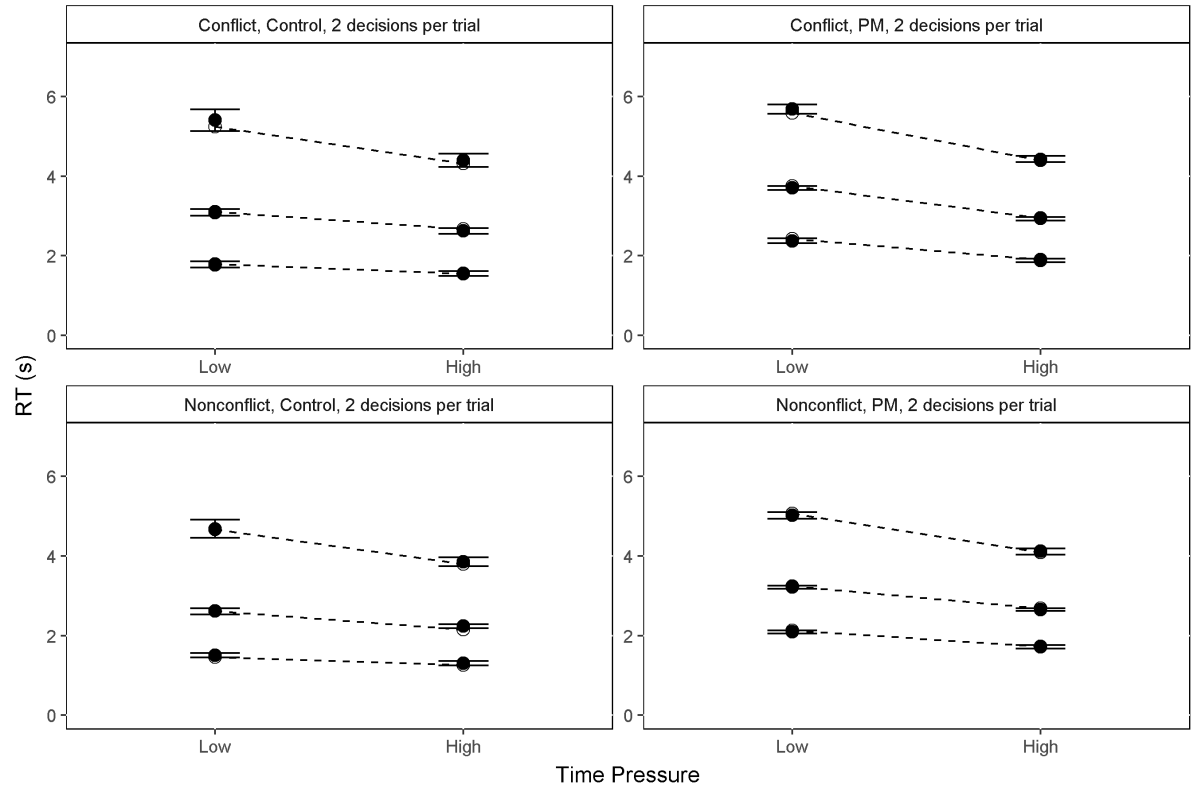 Conflict, Control, 2 decisions per trial
Conflict, PM, 2 decisions per trial
6
4
2
0
6
4
2
0
Low
High
Low
High
RT (s)
Nonconflict, Control, 2 decisions per trial
Nonconflict, PM, 2 decisions per trial
6
4
2
0
6
4
2
0
Low
High
Low
High
Time Pressure